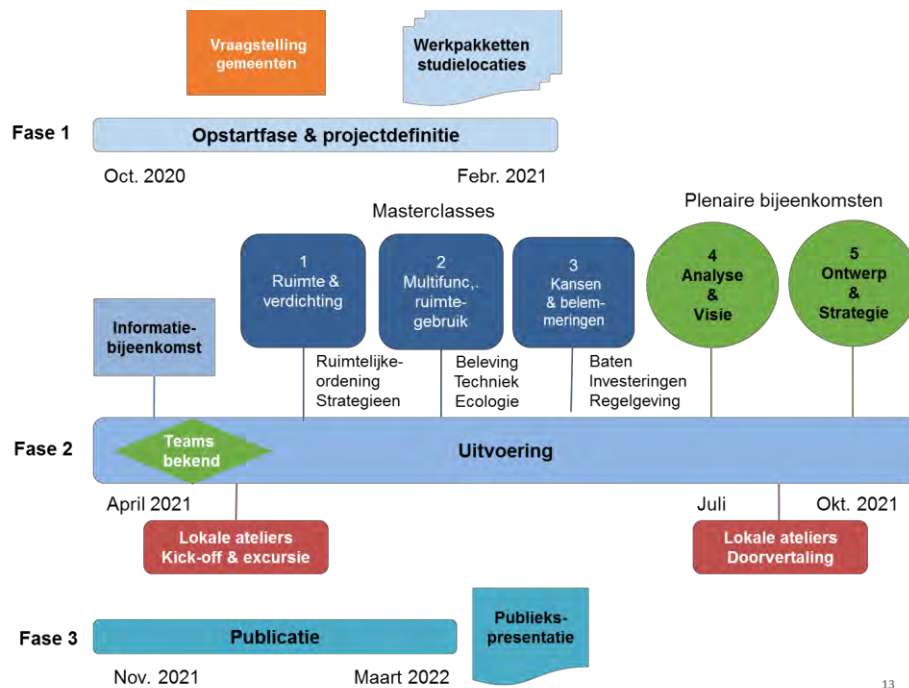 Vraagstelling
gemeenten
Werkpakketten
studielocaties
Fase 1
Opstartfase & projectdefinitie
Oct. 2020
Febr. 2021
Masterclasses
Plenaire bijeenkomsten
1
Ruimte &
verdichting
2
Multifunc,.
ruimte-
gebruik
3
Kansen
& belem-
meringen
4
Analyse
&
Visie
5
Ontwerp
&
Strategie
Informatie-
bijeenkomst
Ruimtelijke-
ordening
Strategieen
Beleving
Techniek
Ecologie
Baten
Investeringen
Regelgeving
Fase 2
Teams
bekend
Uitvoering
April 2021
Juli
Okt. 2021
Lokale ateliers
Kick-off & excursie
Lokale ateliers
Doorvertaling
Fase 3
Publicatie
Publieks-
presentatie
Nov. 2021
Maart 2022
13